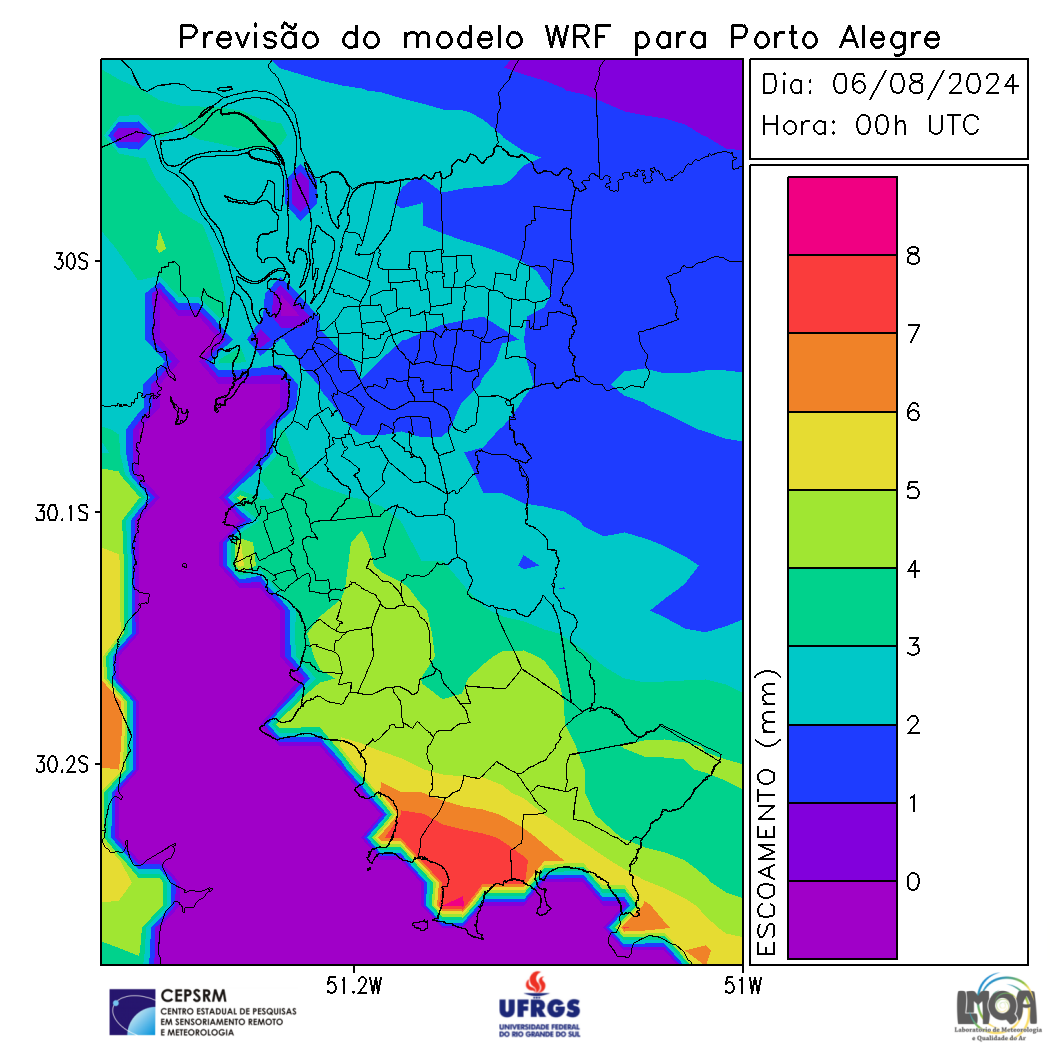 Previsão do modelo WRF para Porto Alegre
Dia: 06/08/2024
Hora: 00h UTC
8
7
6
5
4
3
2
1
0
ESCOAMENTO (mm)
30S
30.1S
30.2S
51.2W
51W
CEPSRM
CENTRO ESTADUAL DE PESQUISAS
EM SENSORIAMENTO REMOTO
E METEOROLOGIA
UFRGS
UNIVERSIDADE FEDERAL
DO RIO GRANDE DO SUL
LMQA
Laboratório de Meteorologia
e Qualidade do Ar